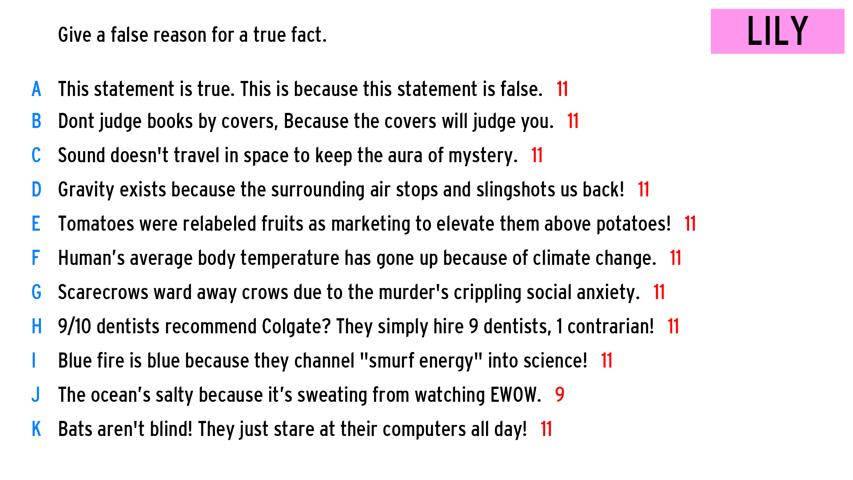 Give a false reason for a true fact.
LILY
A This statement is true. This is because this statement is false. 11
B Dont judge books by covers, Because the covers will judge you. 11
C Sound doesn't travel in space to keep the aura of mystery. 11
D Gravity exists because the surrounding air stops and slingshots us back! 11
E Tomatoes were relabeled fruits as marketing to elevate them above potatoes! 11
F Human's average body temperature has gone up because of climate change. 11
G Scarecrows ward away crows due to the murder's crippling social anxiety. 11
H 9/10 dentists recommend Colgate? They simply hire 9 dentists, 1 contrarian! 11
I Blue fire is blue because they channel "smurf energy" into science! 11
J The ocean's salty because it's sweating from watching EWOW. 9
K Bats aren't blind! They just stare at their computers all day! 11